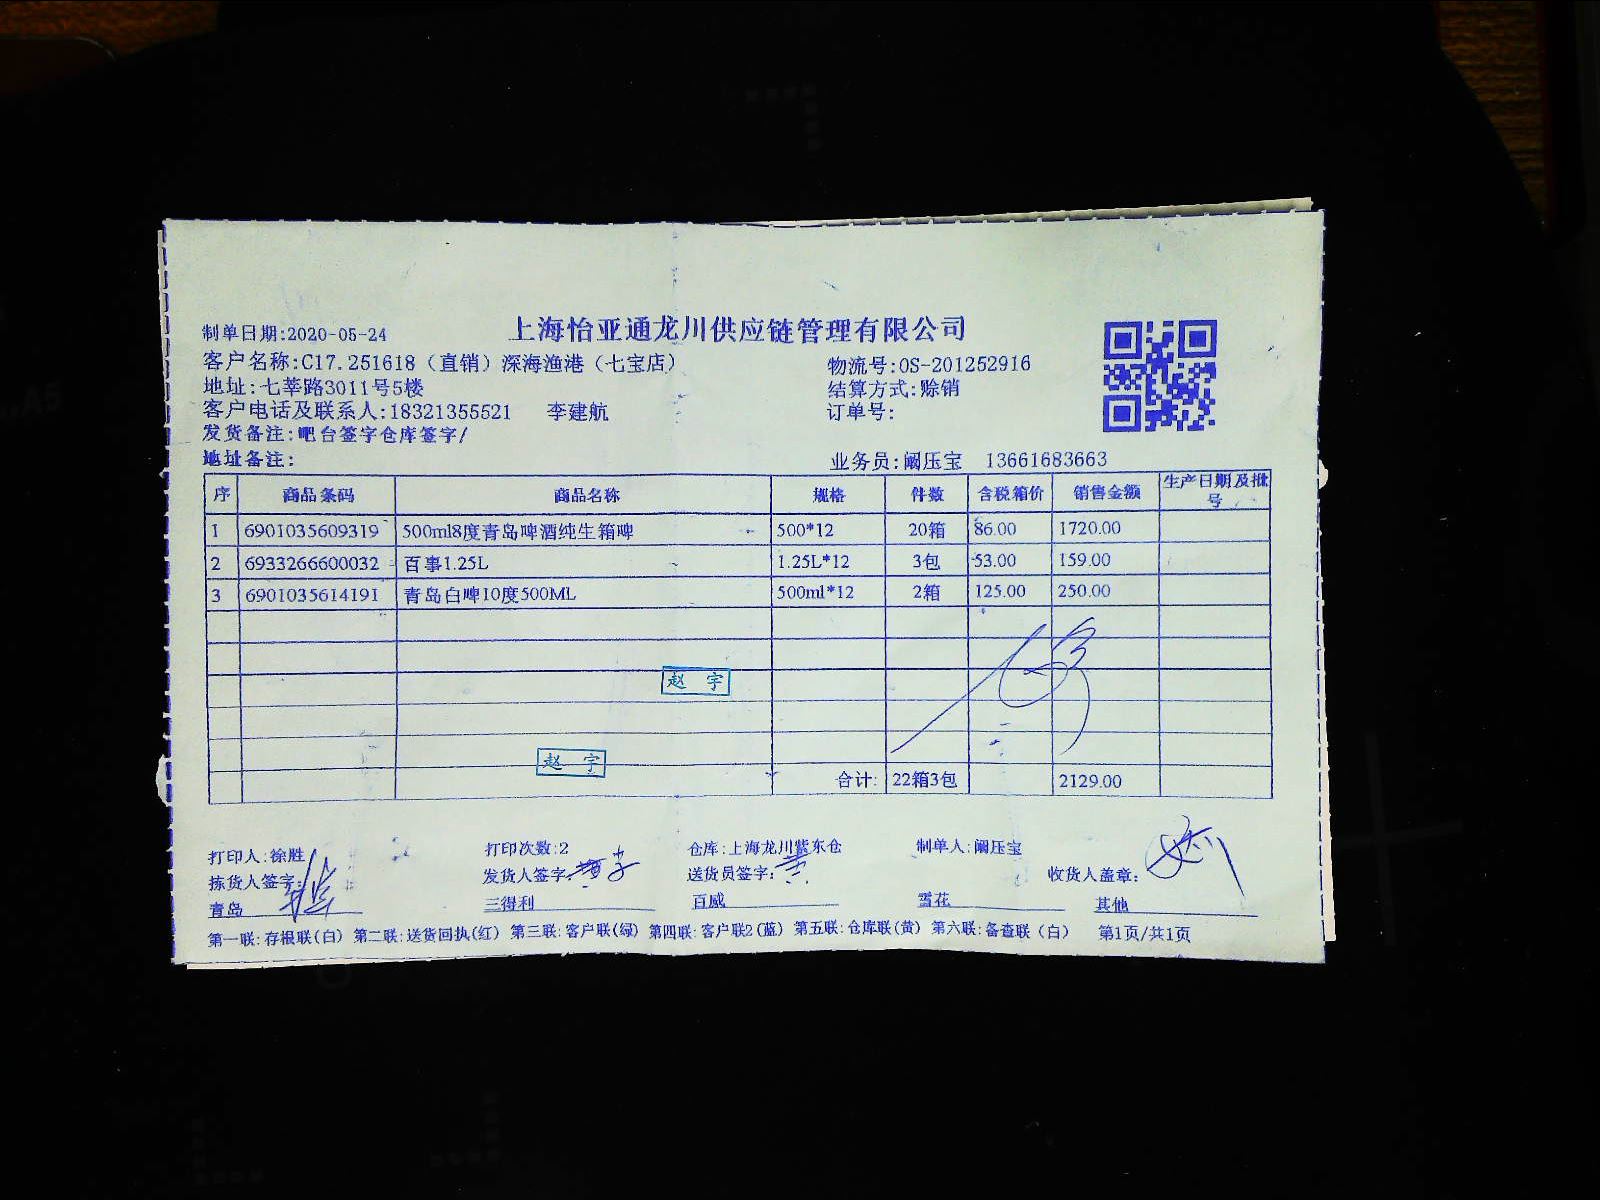 上海怡亚通龙川供应链管理有限公司
制单日期:2020-05-24
客户名称:C17.251618（直销）深海渔港（七宝店） 物流号:OS-201252916
地址:七莘路3011号5楼 结算方式:赊销
客户电话及联系人:18321355521 李建航 订单号:
发货备注:吧台签字仓库签字/
地址备注: 业务员:阚压宝 13661683663
序 商品条码 商品名称 规格 件数 含税箱价 销售金额 生产日期及批号
1 6901035609319 500ml8度青岛啤酒纯生箱啤 500*12 20箱 86.00 1720.00
2 6933266600032 百事1.25L 1.25L*12 3包 53.00 159.00
3 6901035614191 青岛白啤10度500ML 500ml*12 2箱 125.00 250.00
赵 宇
赵 宇
合计: 22箱3包 2129.00
打印人:徐胜 打印次数:2 仓库:上海龙川紫东仓 制单人:阚压宝
拣货人签字: 发货人签字: 送货员签字: 收货人盖章:
青岛 三得利 百威 雪花 其他
第一联:存根联(白) 第二联:送货回执(红) 第三联:客户联(绿) 第四联:客户联2(蓝) 第五联:仓库联(黄) 第六联:备查联（白） 第1页/共1页